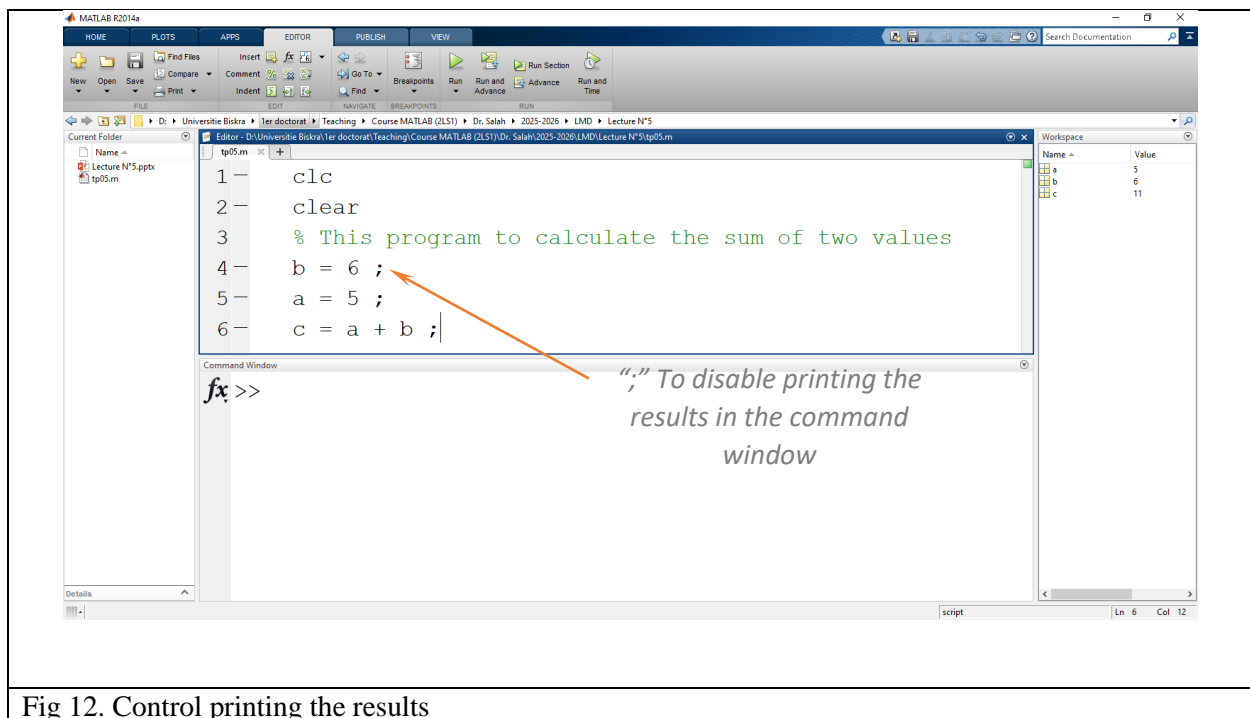 MATLAB R2014a
HOME PLOTS APPS EDITOR PUBLISH VIEW
Search Documentation
New Open Save
Find Files
Compare
Print
Insert fx
Comment
Indent
Go To
Find
Breakpoints
Run
Run and Advance
Run Section
Advance
Run and Time
FILE EDIT NAVIGATE BREAKPOINTS RUN
D: Universitie Biskra 1er doctorat Teaching Course MATLAB (2LS1) Dr. Salah 2025-2026 LMD Lecture N°5
Current Folder
Name
Lecture N°5.pptx
tp05.m
Details
Editor - D:\Universitie Biskra\1er doctorat\Teaching\Course MATLAB (2LS1)\Dr. Salah\2025-2026\LMD\Lecture N°5\tp05.m
tp05.m
1 clc
2 clear
3 % This program to calculate the sum of two values
4 b = 6 ;
5 a = 5 ;
6 c = a + b ;
Command Window
fx >>
“;” To disable printing the
results in the command
window
Workspace
Name Value
a 5
b 6
c 11
script
Ln 6 Col 12
Fig 12. Control printing the results